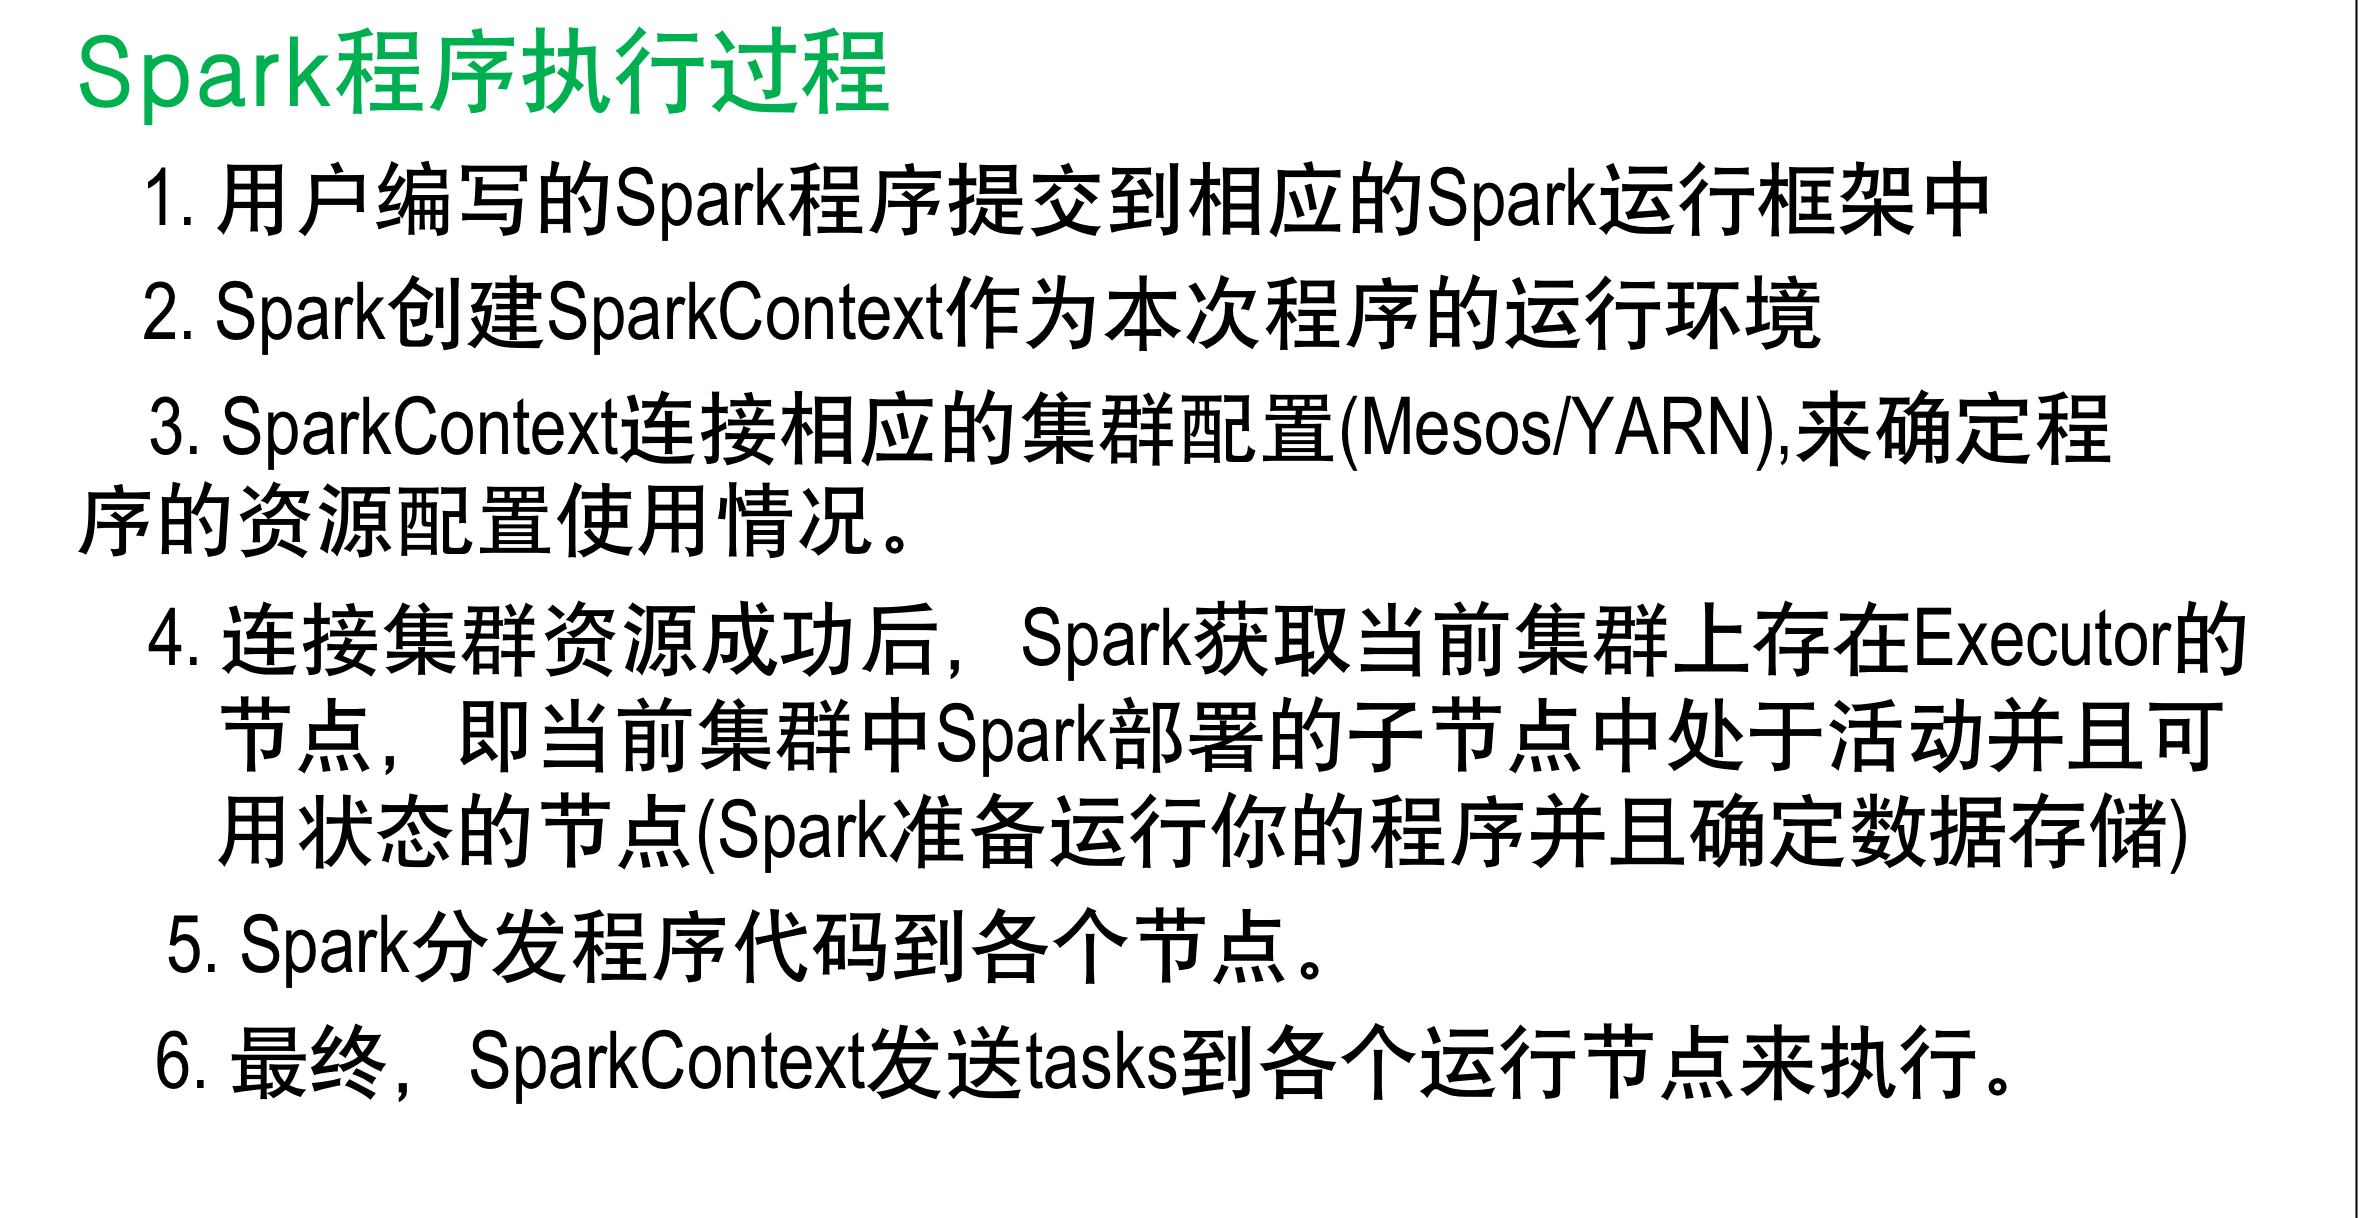 Spark程序执行过程
1. 用户编写的Spark程序提交到相应的Spark运行框架中
2. Spark创建SparkContext作为本次程序的运行环境
3. SparkContext连接相应的集群配置(Mesos/YARN),来确定程
序的资源配置使用情况。
4. 连接集群资源成功后，Spark获取当前集群上存在Executor的
节点，即当前集群中Spark部署的子节点中处于活动并且可
用状态的节点(Spark准备运行你的程序并且确定数据存储)
5. Spark分发程序代码到各个节点。
6. 最终，SparkContext发送tasks到各个运行节点来执行。